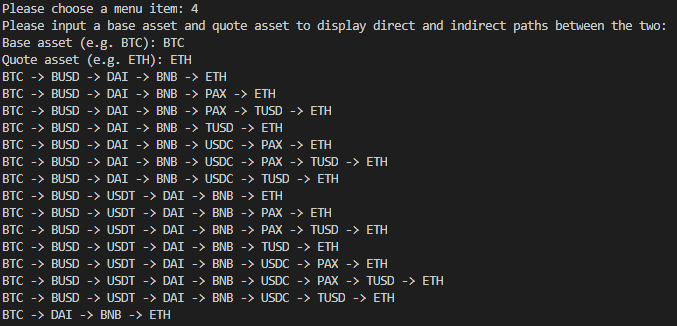 Please choose a menu item: 4
Please input a base asset and quote asset to display direct and indirect paths between the two:
Base asset (e.g. BTC): BTC
Quote asset (e.g. ETH): ETH
BTC -> BUSD -> DAI -> BNB -> ETH
BTC -> BUSD -> DAI -> BNB -> PAX -> ETH
BTC -> BUSD -> DAI -> BNB -> PAX -> TUSD -> ETH
BTC -> BUSD -> DAI -> BNB -> TUSD -> ETH
BTC -> BUSD -> DAI -> BNB -> USDC -> PAX -> ETH
BTC -> BUSD -> DAI -> BNB -> USDC -> PAX -> TUSD -> ETH
BTC -> BUSD -> DAI -> BNB -> USDC -> TUSD -> ETH
BTC -> BUSD -> USDT -> DAI -> BNB -> ETH
BTC -> BUSD -> USDT -> DAI -> BNB -> PAX -> ETH
BTC -> BUSD -> USDT -> DAI -> BNB -> PAX -> TUSD -> ETH
BTC -> BUSD -> USDT -> DAI -> BNB -> TUSD -> ETH
BTC -> BUSD -> USDT -> DAI -> BNB -> USDC -> PAX -> ETH
BTC -> BUSD -> USDT -> DAI -> BNB -> USDC -> PAX -> TUSD -> ETH
BTC -> BUSD -> USDT -> DAI -> BNB -> USDC -> TUSD -> ETH
BTC -> DAI -> BNB -> ETH